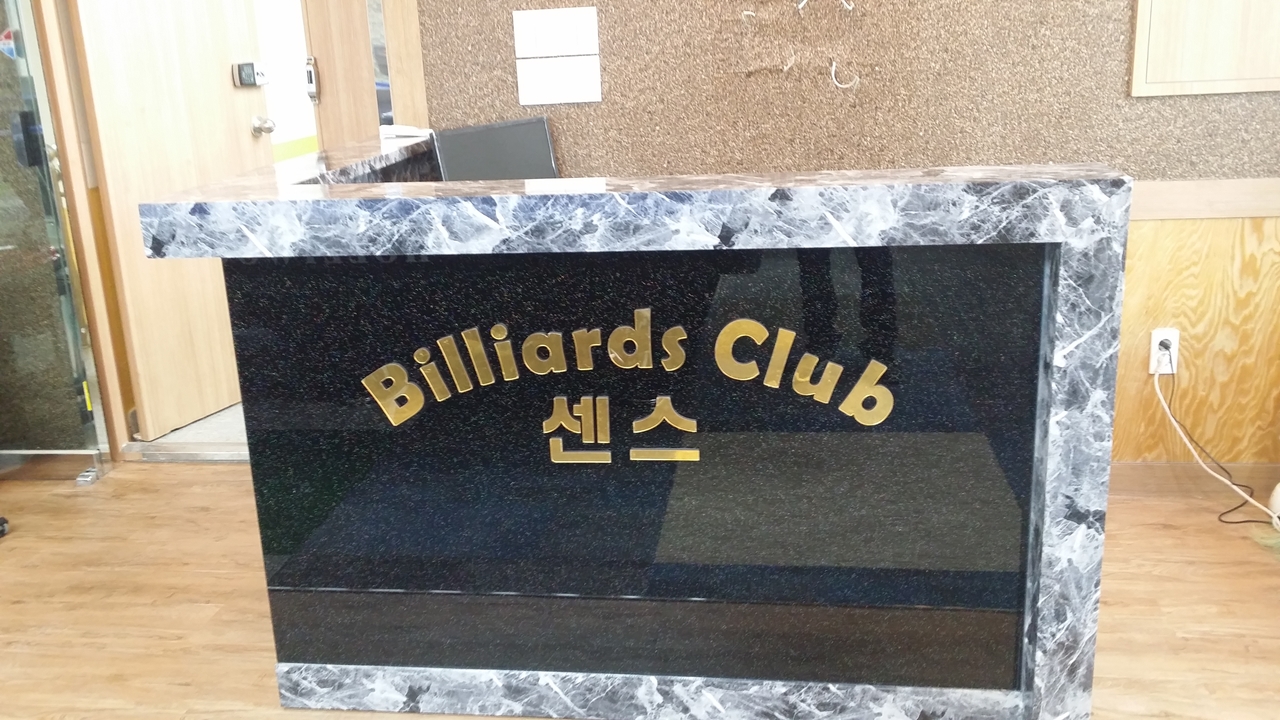 Billiards Club
센스